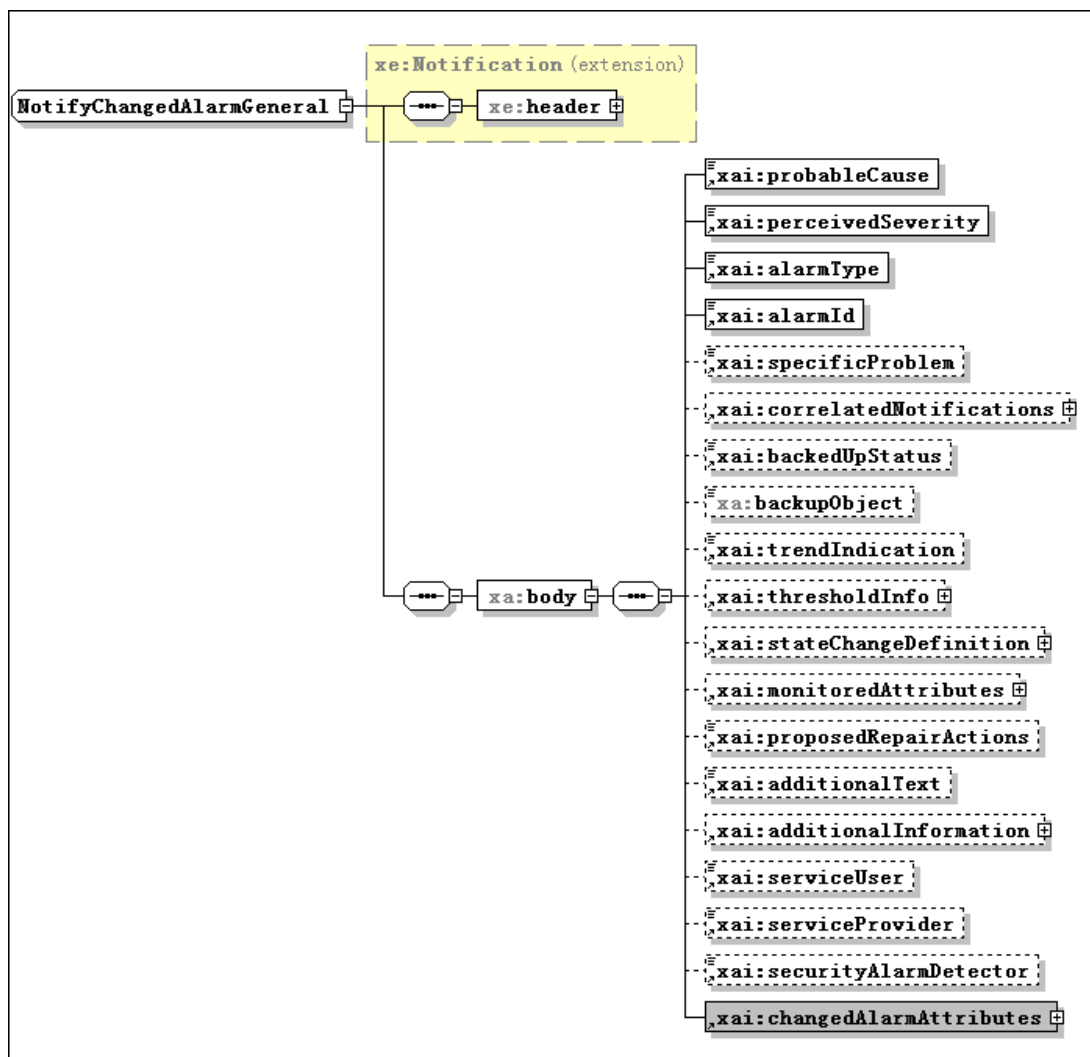 xe:Notification (extension)
NotifyChangedAlarmGeneral
xe:header
xai:probableCause
xai:perceivedSeverity
xai:alarmType
xai:alarmId
xai:specificProblem
xai:correlatedNotifications
xai:backedUpStatus
xa:backupObject
xai:trendIndication
xa:body
xai:thresholdInfo
xai:stateChangeDefinition
xai:monitoredAttributes
xai:proposedRepairActions
xai:additionalText
xai:additionalInformation
xai:serviceUser
xai:serviceProvider
xai:securityAlarmDetector
xai:changedAlarmAttributes